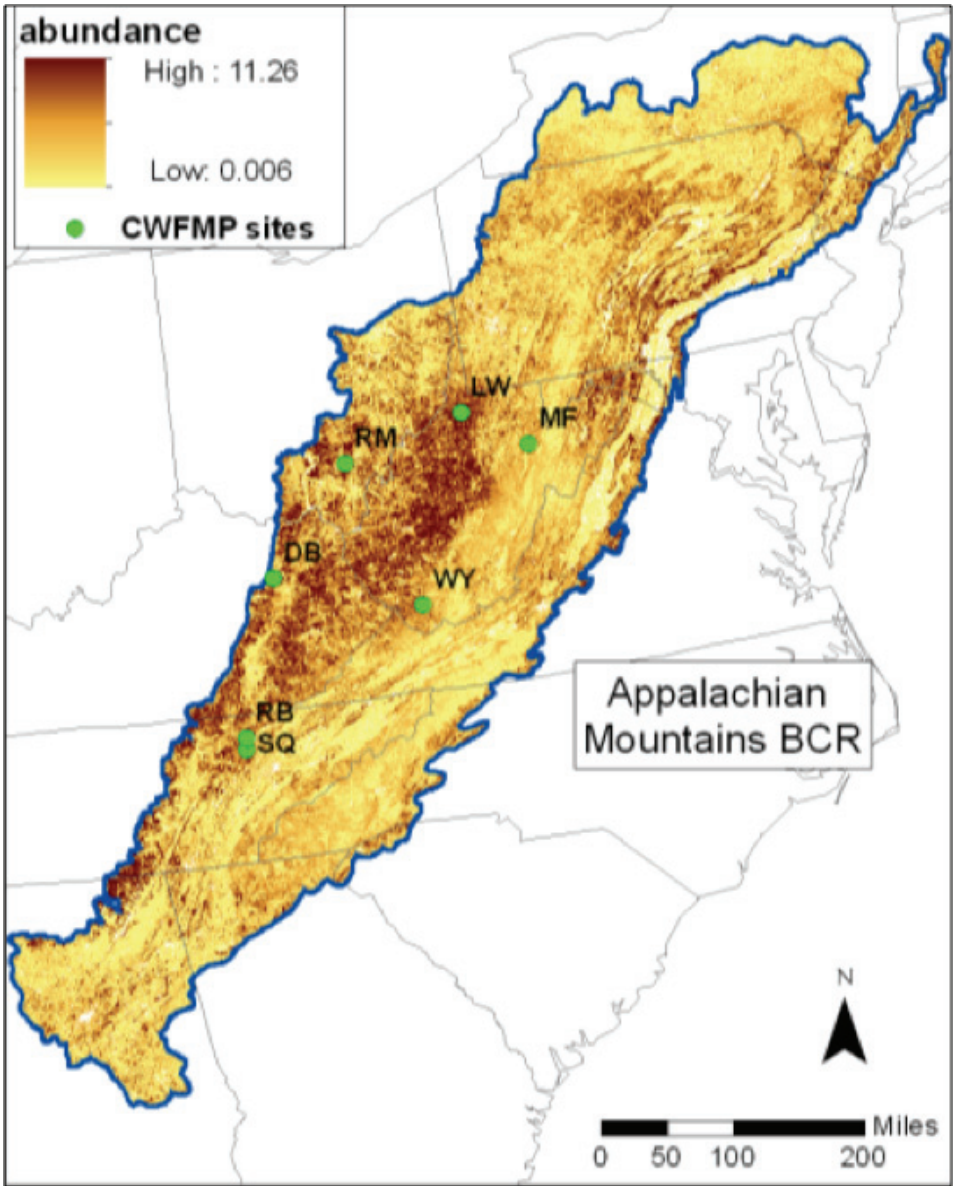 abundance
High : 11.26
Low: 0.006
CWFMP sites
LW
MF
RM
DB
WY
RB
SQ
Appalachian
Mountains BCR
N
Miles
0 50 100 200